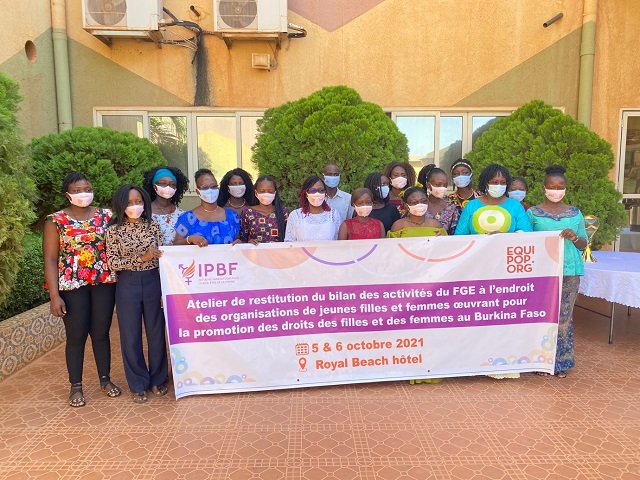 IPBF
EQUI
POP.
ORG
Atelier de restitution du bilan des activités du FGE à l'endroit
des organisations de jeunes filles et femmes œuvrant pour
la promotion des droits des filles et des femmes au Burkina Faso
5 & 6 octobre 2021
Royal Beach hôtel